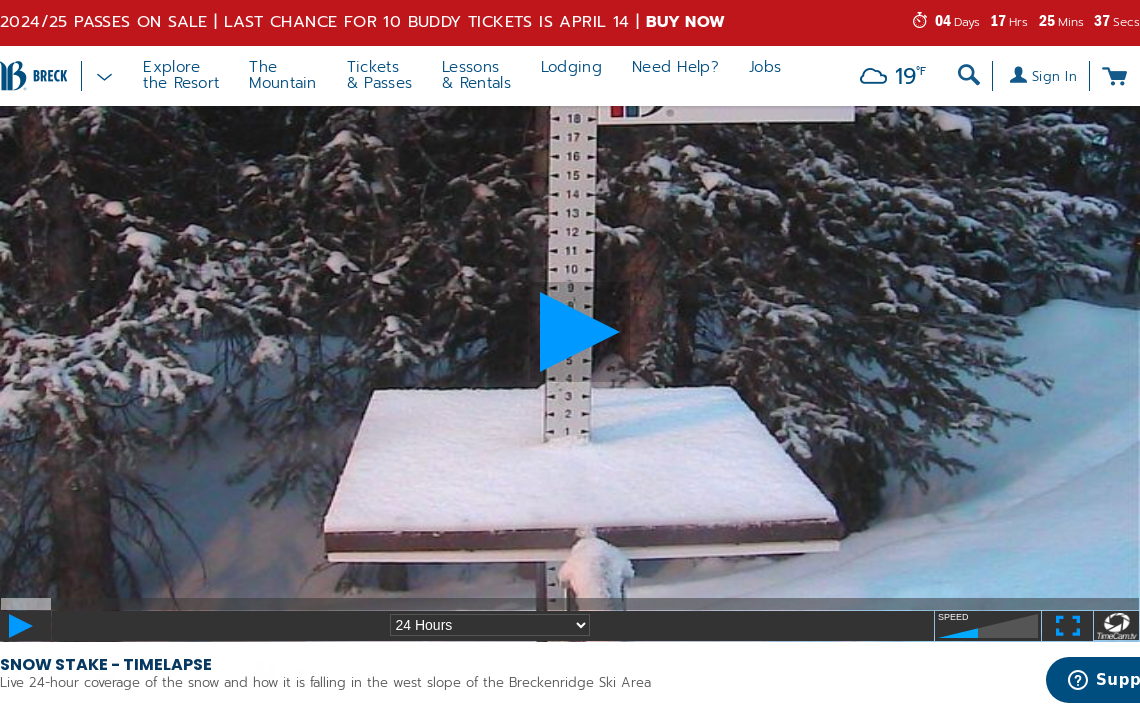 2024/25 PASSES ON SALE | LAST CHANCE FOR 10 BUDDY TICKETS IS APRIL 14 | BUY NOW
04 Days 17 Hrs 25 Mins 37 Secs
BRECK
Explore
the Resort
The
Mountain
Tickets
& Passes
Lessons
& Rentals
Lodging
Need Help?
Jobs
19°F
Sign In
18
17
16
15
14
13
12
11
10
9
8
5
4
3
2
1
24 Hours
SPEED
TimeCam.tv
SNOW STAKE - TIMELAPSE
Live 24-hour coverage of the snow and how it is falling in the west slope of the Breckenridge Ski Area
Supp